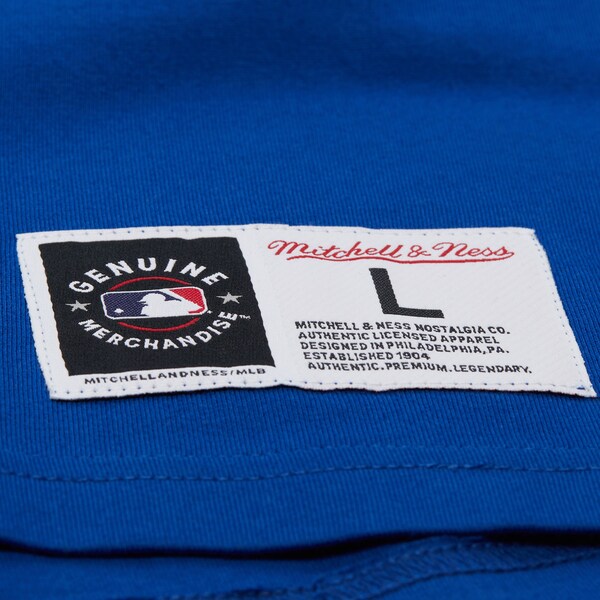 GENUINE
MERCHANDISE™
MITCHELLANDNESS/MLB
Mitchell & Ness
L
MITCHELL & NESS NOSTALGIA CO.
AUTHENTIC LICENSED APPAREL
DESIGNED IN PHILADELPHIA,PA.
ESTABLISHED 1904
AUTHENTIC.PREMIUM.LEGENDARY.